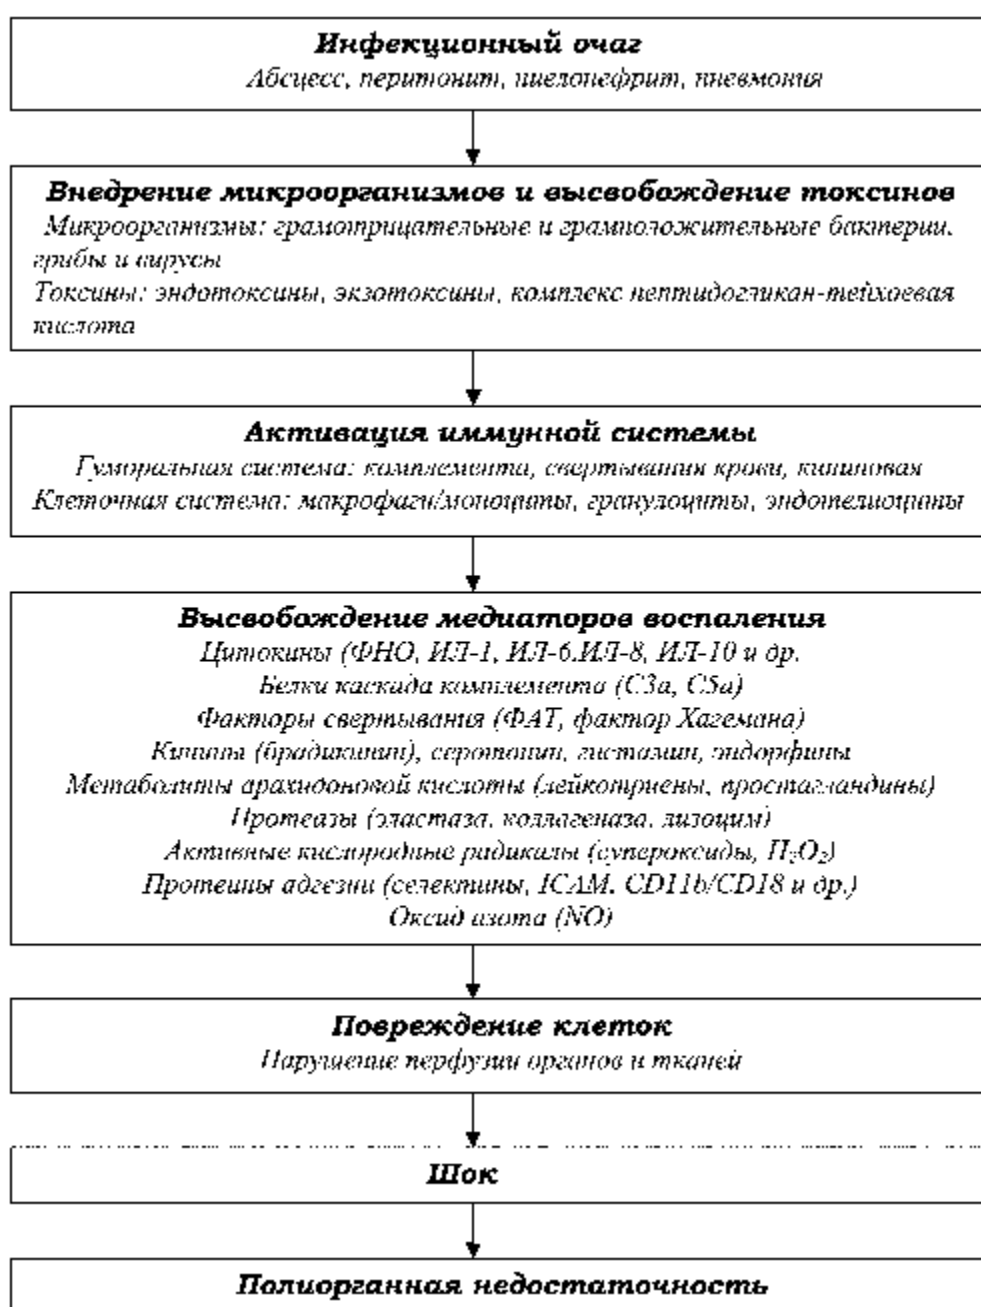 Инфекционный очаг
Абсцесс, перитонит, пиелонефрит, пневмония
Внедрение микроорганизмов и высвобождение токсинов
Микроорганизмы: грамотрицательные и грамположительные бактерии.
грибы и вирусы
Токсины: эндотоксины, экзотоксины, комплекс пептидогликан-тейхоевая
кислота
Активация иммунной системы
Гуморальная система: комплемента, свертывания крови, кининовая
Клеточная система: макрофаги/моноциты, гранулоциты, эндотелиоциты
Высвобождение медиаторов воспаления
Цитокины (ФНО, ИЛ-1, ИЛ-6.ИЛ-8, ИЛ-10 и др.
Белки каскада комплемента (С3а, С5а)
Факторы свертывания (ФАТ, фактор Хагемана)
Кинины (брадикинин), серотонин, гистамин, эндорфины
Метаболиты арахидоновой кислоты (лейкотриены, простагландины)
Протеазы (эластаза, коллагеназа, лизоцим)
Активные кислородные радикалы (супероксиды, H₂O₂)
Протеины адгезии (селектины, ICAM, CD11b/CD18 и др.)
Оксид азота (NO)
Повреждение клеток
Нарушение перфузии органов и тканей
Шок
Полиорганная недостаточность